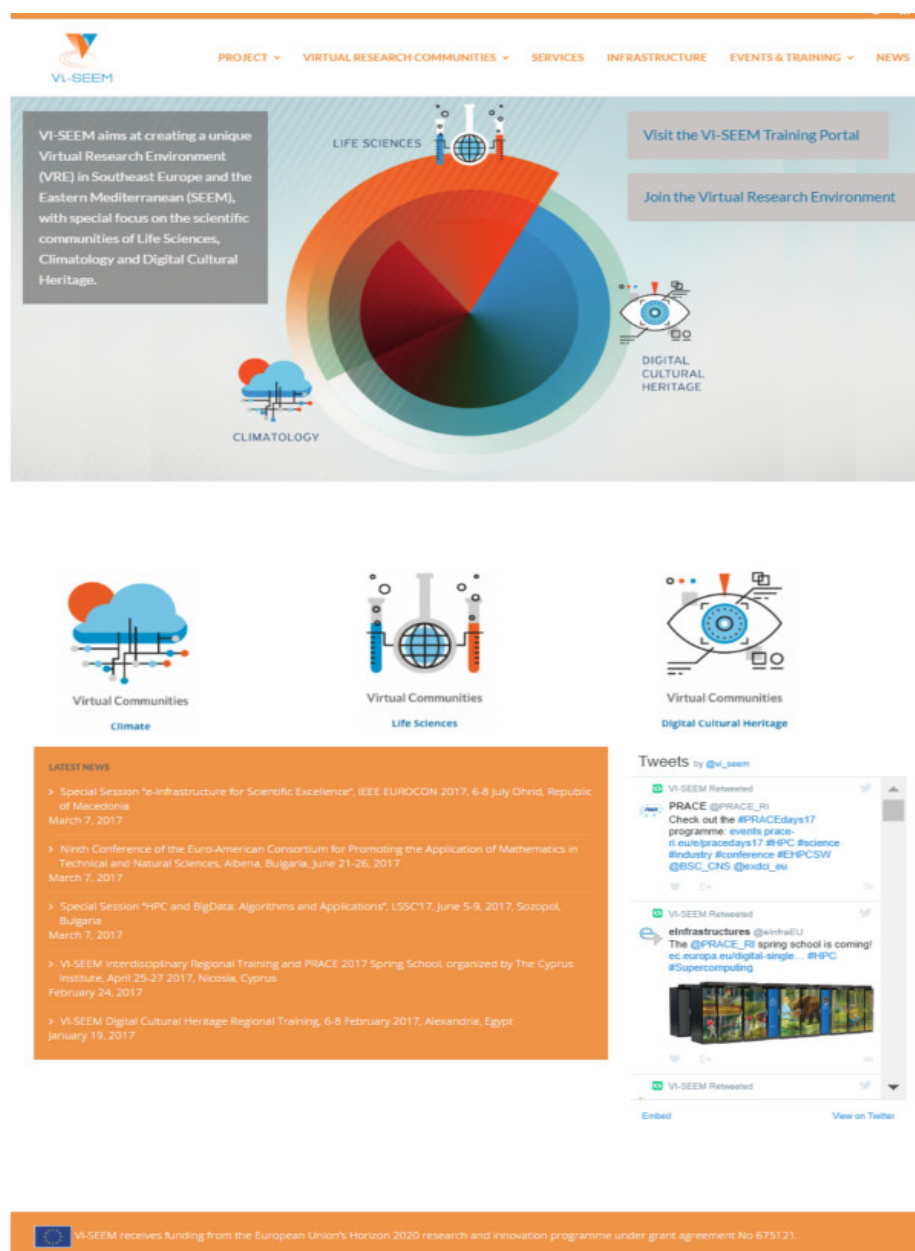 VI-SEEM
PROJECT
VIRTUAL RESEARCH COMMUNITIES
SERVICES
INFRASTRUCTURE
EVENTS & TRAINING
NEWS
VI-SEEM aims at creating a unique
Virtual Research Environment
(VRE) in Southeast Europe and the
Eastern Mediterranean (SEEM),
with special focus on the scientific
communities of Life Sciences,
Climatology and Digital Cultural
Heritage.
LIFE SCIENCES
Visit the VI-SEEM Training Portal
Join the Virtual Research Environment
DIGITAL
CULTURAL
HERITAGE
CLIMATOLOGY
Virtual Communities
Climate
Virtual Communities
Life Sciences
Virtual Communities
Digital Cultural Heritage
LATEST NEWS
> Special Session "e-Infrastructure for Scientific Excellence", IEEE EUROCON 2017, 6-8 July Ohrid, Republic
of Macedonia
March 7, 2017
> Ninth Conference of the Euro-American Consortium for Promoting the Application of Mathematics in
Technical and Natural Sciences, Albena, Bulgaria, June 21-26, 2017
March 7, 2017
> Special Session "HPC and BigData: Algorithms and Applications", LSSC'17, June 5-9, 2017, Sozopol,
Bulgaria
March 7, 2017
> VI-SEEM Interdisciplinary Regional Training and PRACE 2017 Spring School, organized by The Cyprus
Institute, April 25-27 2017, Nicosia, Cyprus
February 24, 2017
> VI-SEEM Digital Cultural Heritage Regional Training, 6-8 February 2017, Alexandria, Egypt
January 19, 2017
Tweets by @vi_seem
VI-SEEM Retweeted
PRACE @PRACE_RI
Check out the #PRACEdays17
programme: events.prace-
ri.eu/e/pracedays17 #HPC #science
#industry #conference #EHPCSW
@BSC_CNS @exdci_eu
VI-SEEM Retweeted
eInfrastructures @eInfraEU
The @PRACE_RI spring school is coming!
ec.europa.eu/digital-single... #HPC
#Supercomputing
VI-SEEM Retweeted
Embed
View on Twitter
VI-SEEM receives funding from the European Union's Horizon 2020 research and innovation programme under grant agreement No 675121.